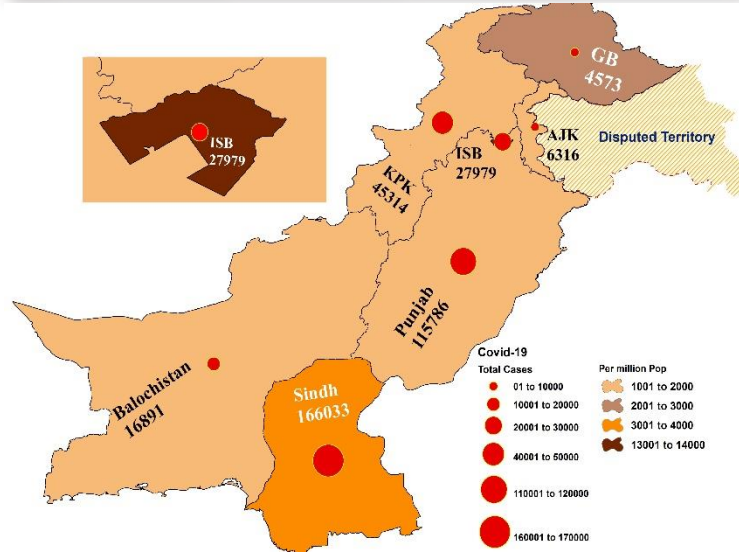 GB
4573
ISB
27979
AJK
6316
Disputed Territory
ISB
27979
KPK
45314
Punjab
115786
Balochistan
16891
Sindh
166033
Covid-19
Total Cases
01 to 10000
10001 to 20000
20001 to 30000
40001 to 50000
110001 to 120000
160001 to 170000
Per million Pop
1001 to 2000
2001 to 3000
3001 to 4000
13001 to 14000